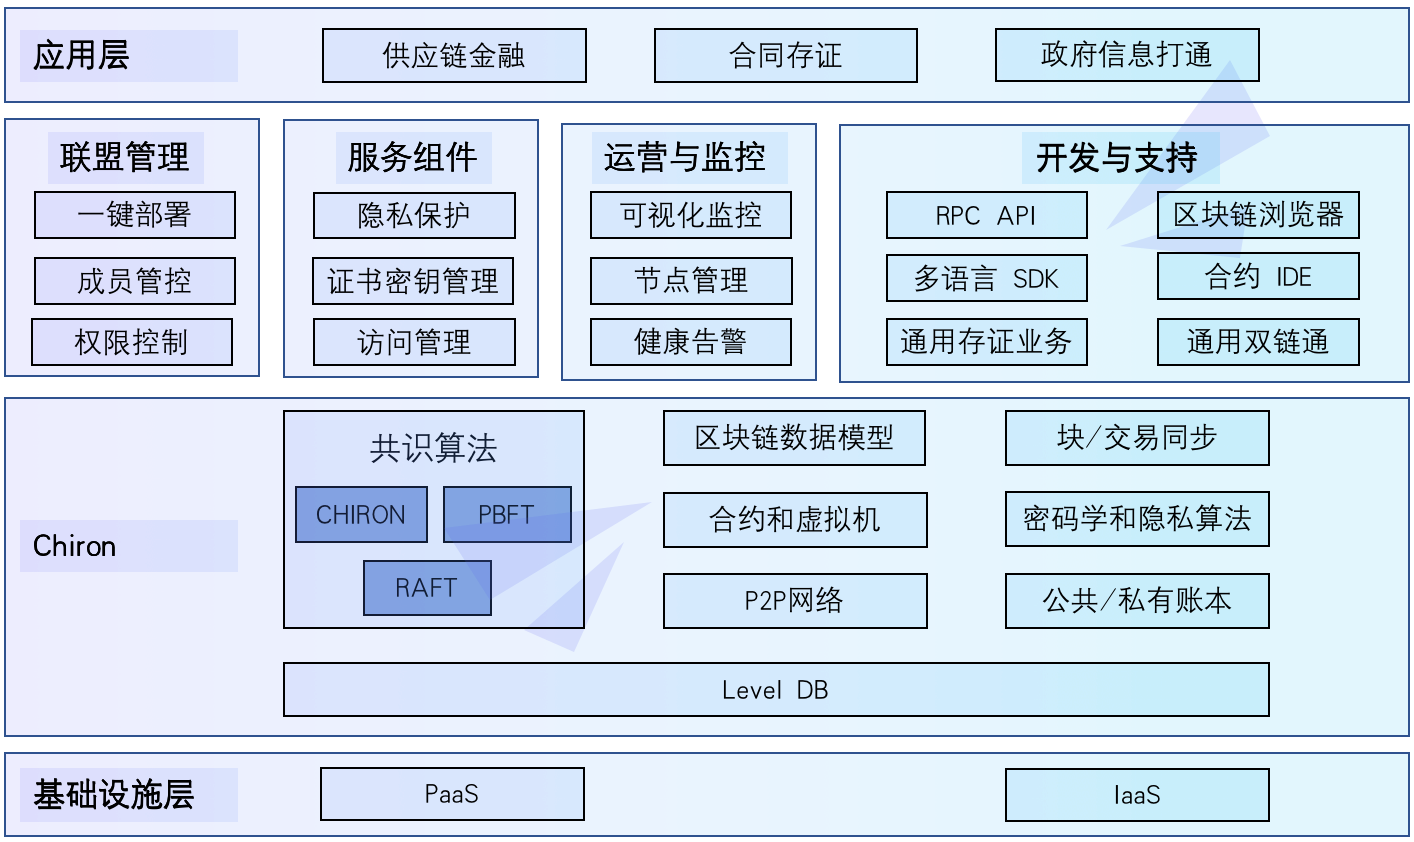 应用层
供应链金融
合同存证
政府信息打通
联盟管理
一键部署
成员管控
权限控制
服务组件
隐私保护
证书密钥管理
访问管理
运营与监控
可视化监控
节点管理
健康告警
开发与支持
RPC API
区块链浏览器
多语言 SDK
合约 IDE
通用存证业务
通用双链通
Chiron
共识算法
CHIRON
PBFT
RAFT
区块链数据模型
块/交易同步
合约和虚拟机
密码学和隐私算法
P2P网络
公共/私有账本
Level DB
基础设施层
PaaS
IaaS